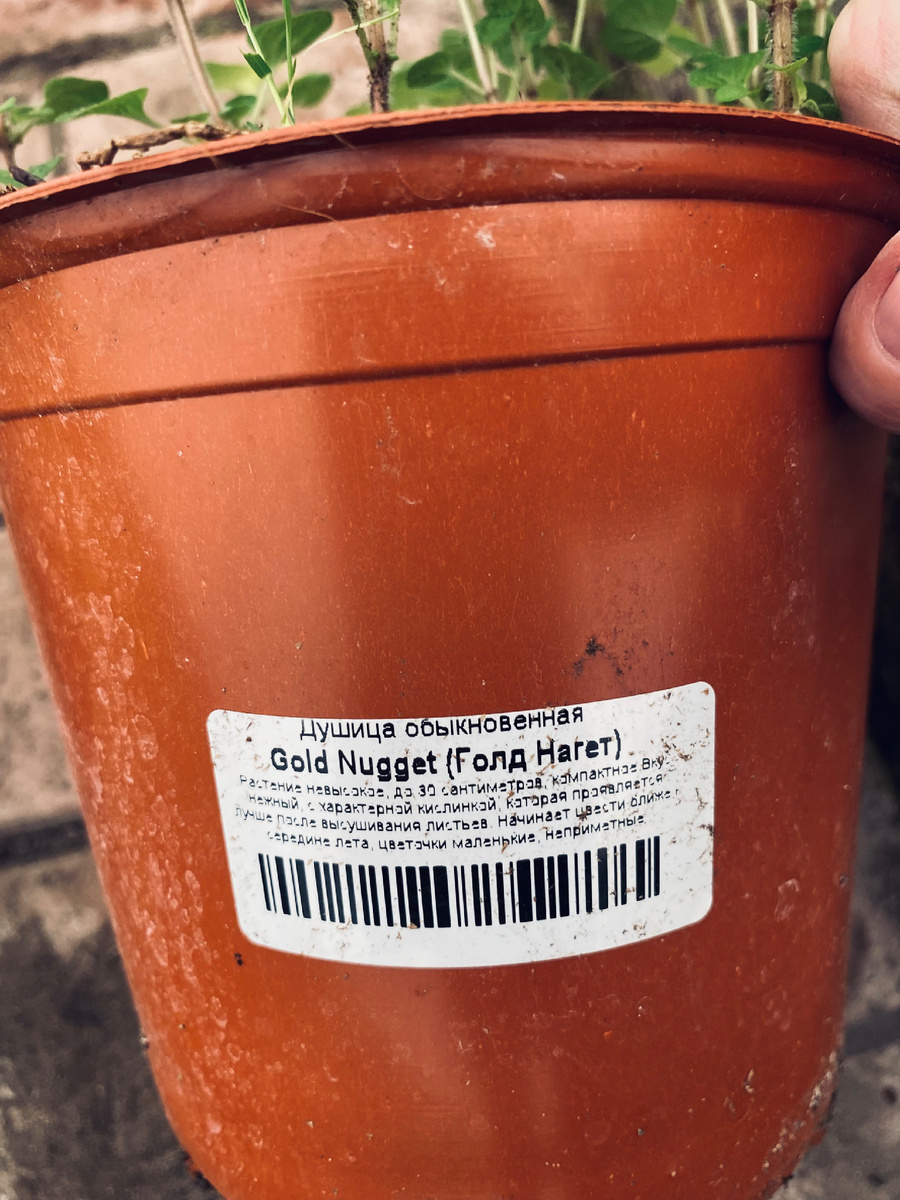 Душица обыкновенная
Gold Nugget (Голд Нагет)
Растение невысокое, до 30 сантиметров, компактное. Вку
нежный, с характерной кислинкой, которая проявляется
лучше после высушивания листьев. Начинает цвести ближе
середине лета, цветочки маленькие, неприметные.